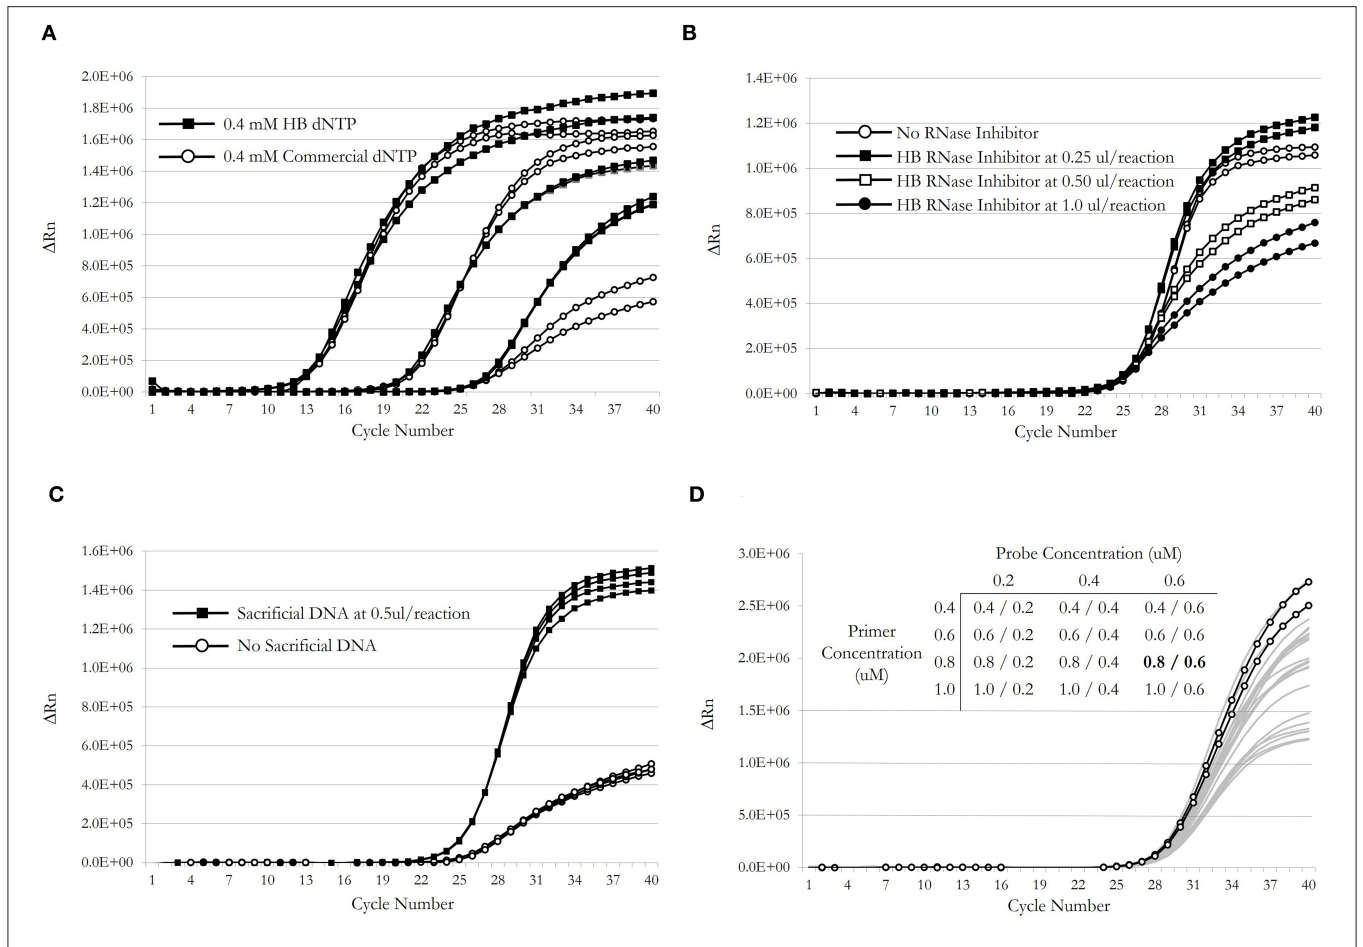 A
2.0E+06
1.8E+06
1.6E+06
1.4E+06
1.2E+06
1.0E+06
8.0E+05
6.0E+05
4.0E+05
2.0E+05
0.0E+00
ΔRn
0.4 mM HB dNTP
0.4 mM Commercial dNTP
1 4 7 10 13 16 19 22 25 28 31 34 37 40
Cycle Number
B
1.4E+06
1.2E+06
1.0E+06
8.0E+05
6.0E+05
4.0E+05
2.0E+05
0.0E+00
ΔRn
No RNase Inhibitor
HB RNase Inhibitor at 0.25 ul/reaction
HB RNase Inhibitor at 0.50 ul/reaction
HB RNase Inhibitor at 1.0 ul/reaction
1 4 7 10 13 16 19 22 25 28 31 34 37 40
Cycle Number
C
1.6E+06
1.4E+06
1.2E+06
1.0E+06
8.0E+05
6.0E+05
4.0E+05
2.0E+05
0.0E+00
ΔRn
Sacrificial DNA at 0.5ul/reaction
No Sacrificial DNA
1 4 7 10 13 16 19 22 25 28 31 34 37 40
Cycle Number
D
3.0E+06
2.5E+06
2.0E+06
1.5E+06
1.0E+06
5.0E+05
0.0E+00
ΔRn
Probe Concentration (uM)
0.2 0.4 0.6
Primer
Concentration
(uM)
0.4 0.4 / 0.2 0.4 / 0.4 0.4 / 0.6
0.6 0.6 / 0.2 0.6 / 0.4 0.6 / 0.6
0.8 0.8 / 0.2 0.8 / 0.4 0.8 / 0.6
1.0 1.0 / 0.2 1.0 / 0.4 1.0 / 0.6
1 4 7 10 13 16 19 22 25 28 31 34 37 40
Cycle Number